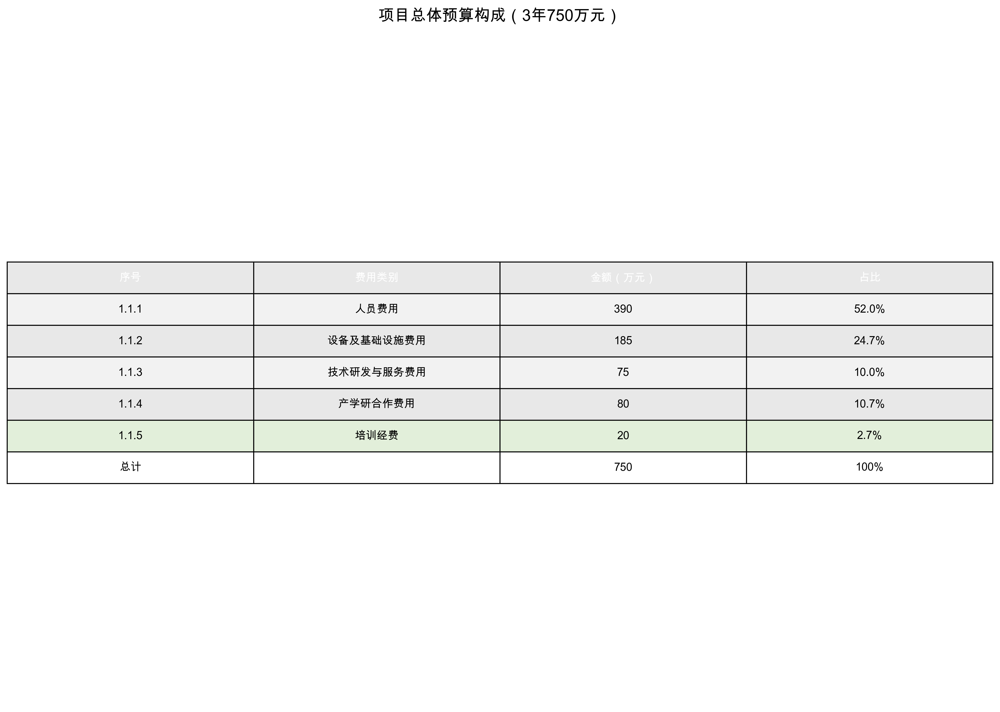 项目总体预算构成（3年750万元）
序号 费用类别 金额（万元） 占比
1.1.1 人员费用 390 52.0%
1.1.2 设备及基础设施费用 185 24.7%
1.1.3 技术研发与服务费用 75 10.0%
1.1.4 产学研合作费用 80 10.7%
1.1.5 培训经费 20 2.7%
总计 750 100%